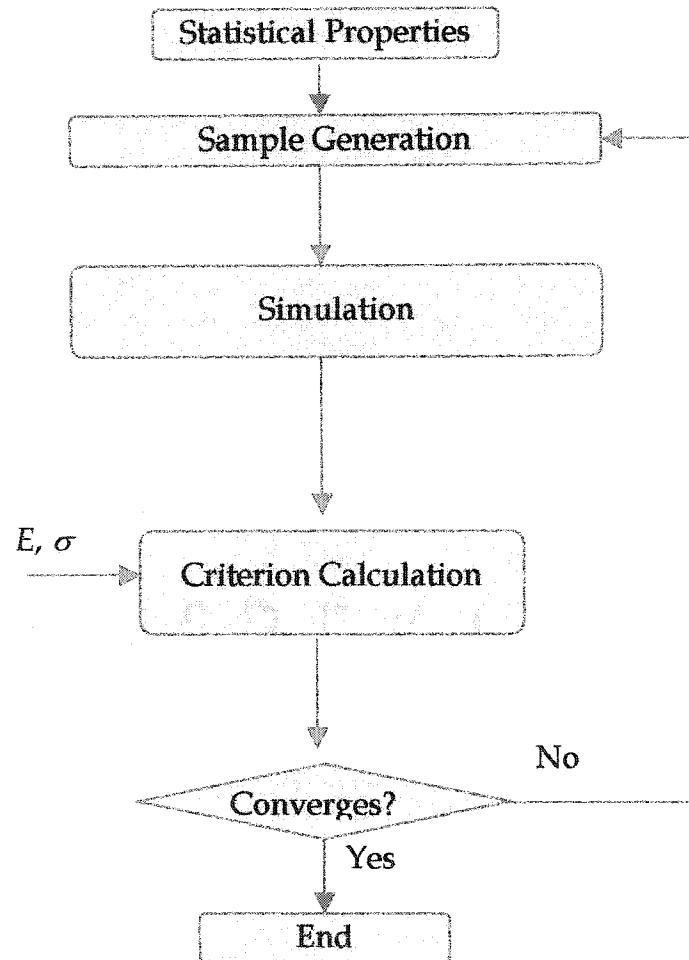 Statistical Properties
Sample Generation
Simulation
E, σ
Criterion Calculation
No
Converges?
Yes
End